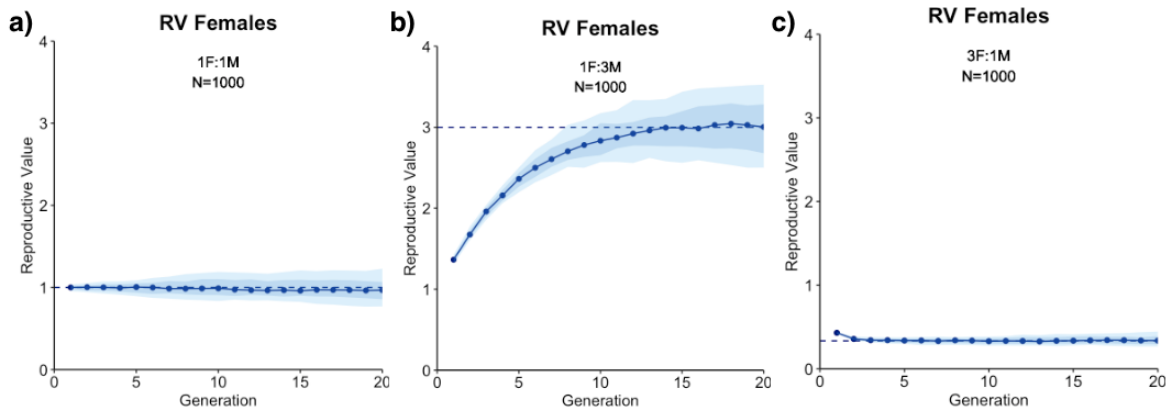 a)
RV Females
1F:1M
N=1000
Reproductive Value
4
3
2
1
0
0 5 10 15 20
Generation
b)
RV Females
1F:3M
N=1000
Reproductive Value
4
3
2
1
0
0 5 10 15 20
Generation
c)
RV Females
3F:1M
N=1000
Reproductive Value
4
3
2
1
0
0 5 10 15 20
Generation